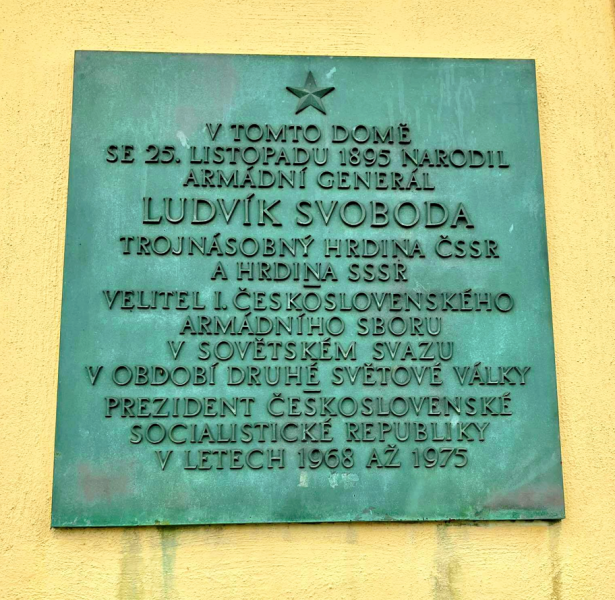 V TOMTO DOMĚ
SE 25. LISTOPADU 1895 NARODIL
ARMÁDNÍ GENERÁL
LUDVÍK SVOBODA
TROJNÁSOBNÝ HRDINA ČSSR
A HRDINA SSSR
–
VELITEL I. ČESKOSLOVENSKÉHO
ARMÁDNÍHO SBORU
V SOVĚTSKÉM SVAZU
V OBDOBÍ DRUHÉ SVĚTOVÉ VÁLKY
–
PREZIDENT ČESKOSLOVENSKÉ
SOCIALISTICKÉ REPUBLIKY
V LETECH 1968 AŽ 1975